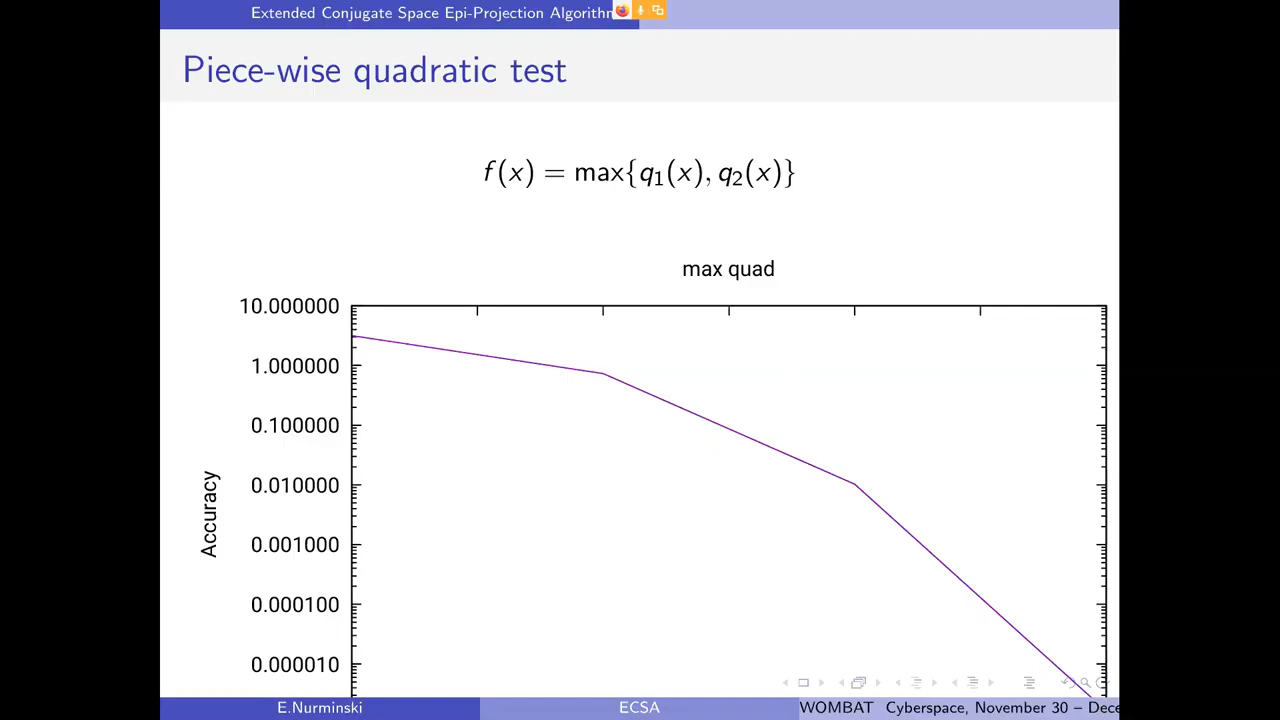 Extended Conjugate Space Epi-Projection Algorithm
Piece-wise quadratic test
f(x) = max{q₁(x), q₂(x)}
max quad
10.000000
1.000000
0.100000
0.010000
0.001000
0.000100
0.000010
Accuracy
E.Nurminski ECSA WOMBAT Cyberspace, November 30 – Dece